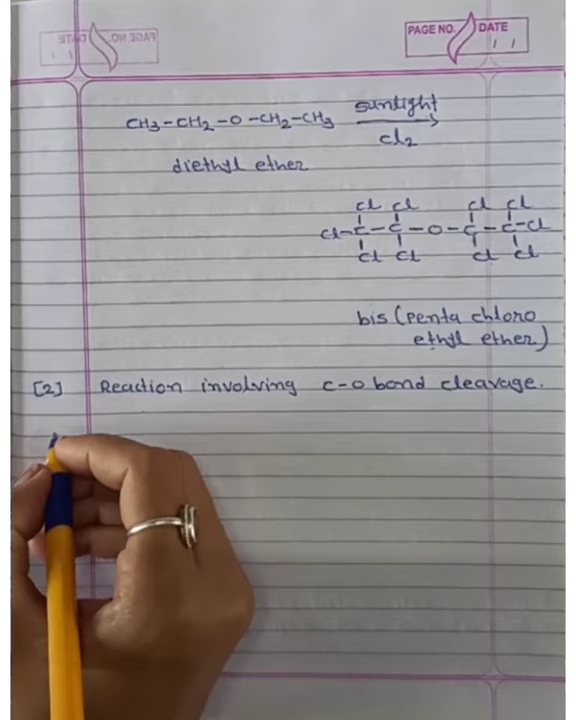 PAGE NO. DATE
/ /
CH3-CH2-O-CH2-CH3 sunlight
Cl2
diethyl ether
Cl Cl Cl Cl
Cl-C-C-O-C-C-Cl
Cl Cl Cl Cl
bis (penta chloro
ethyl ether)
[2] Reaction involving C-O bond cleavage.